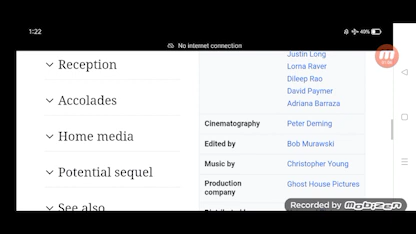 1:22
49%
No internet connection
Reception
Accolades
Home media
Potential sequel
See also
Justin Long
Lorna Raver
Dileep Rao
David Paymer
Adriana Barraza
Cinematography Peter Deming
Edited by Bob Murawski
Music by Christopher Young
Production company Ghost House Pictures
Recorded by Mobizen